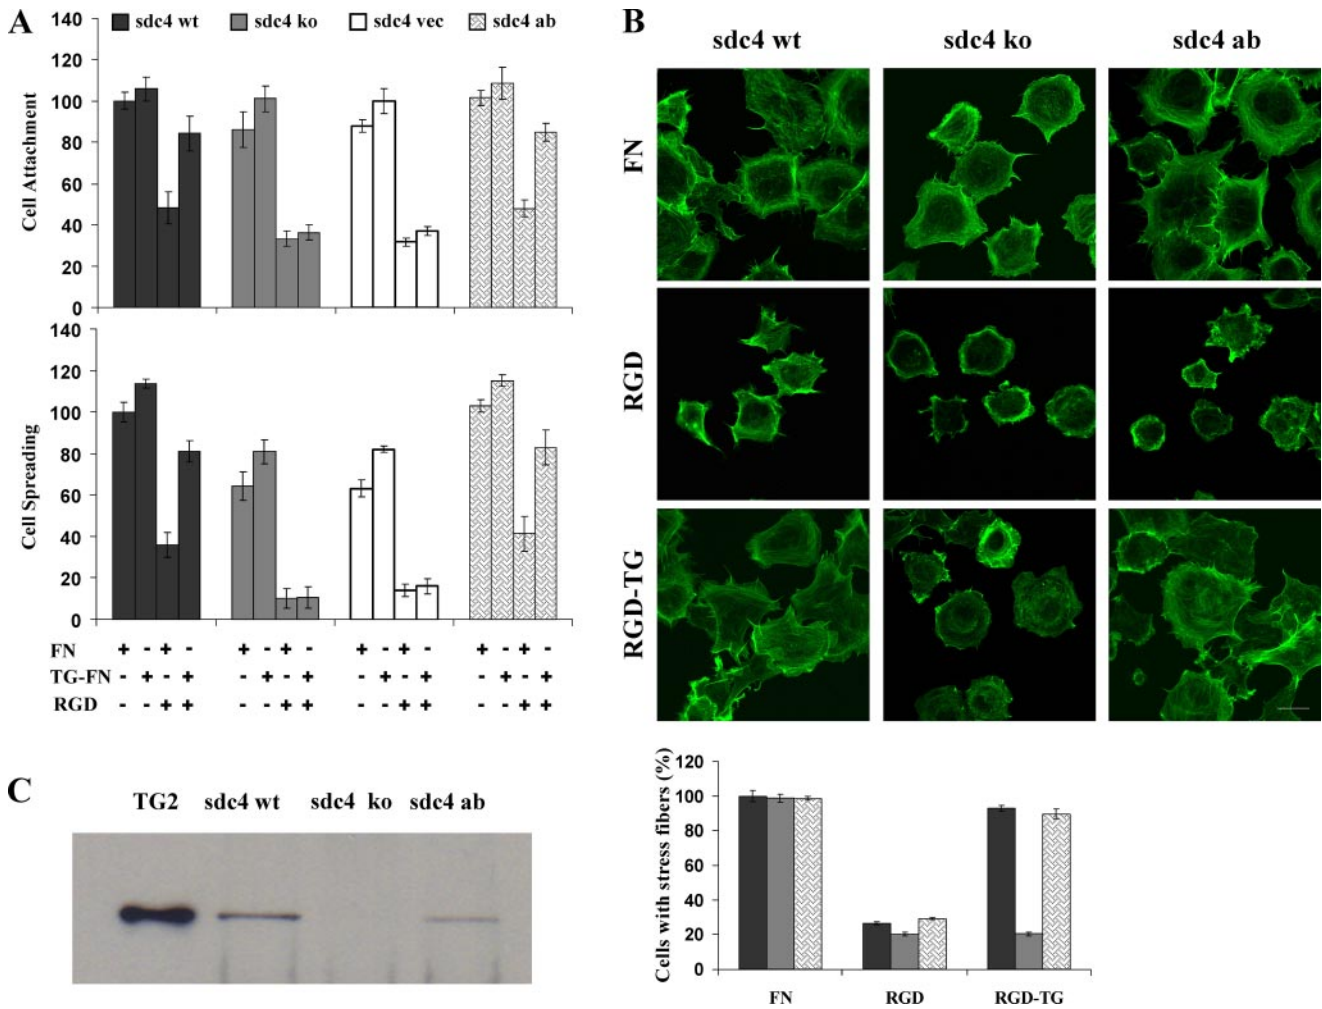 A
sdc4 wt sdc4 ko sdc4 vec sdc4 ab
140
120
100
80
60
40
20
0
Cell Attachment
140
120
100
80
60
40
20
0
Cell Spreading
FN + - + - + - + - + - + - + - + -
TG-FN - + - + - + - + - + - + - + - +
RGD - - + + - - + + - - + + - - + +
B
sdc4 wt sdc4 ko sdc4 ab
FN
RGD
RGD-TG
Cells with stress fibers (%)
120
100
80
60
40
20
0
FN RGD RGD-TG
C
TG2 sdc4 wt sdc4 ko sdc4 ab